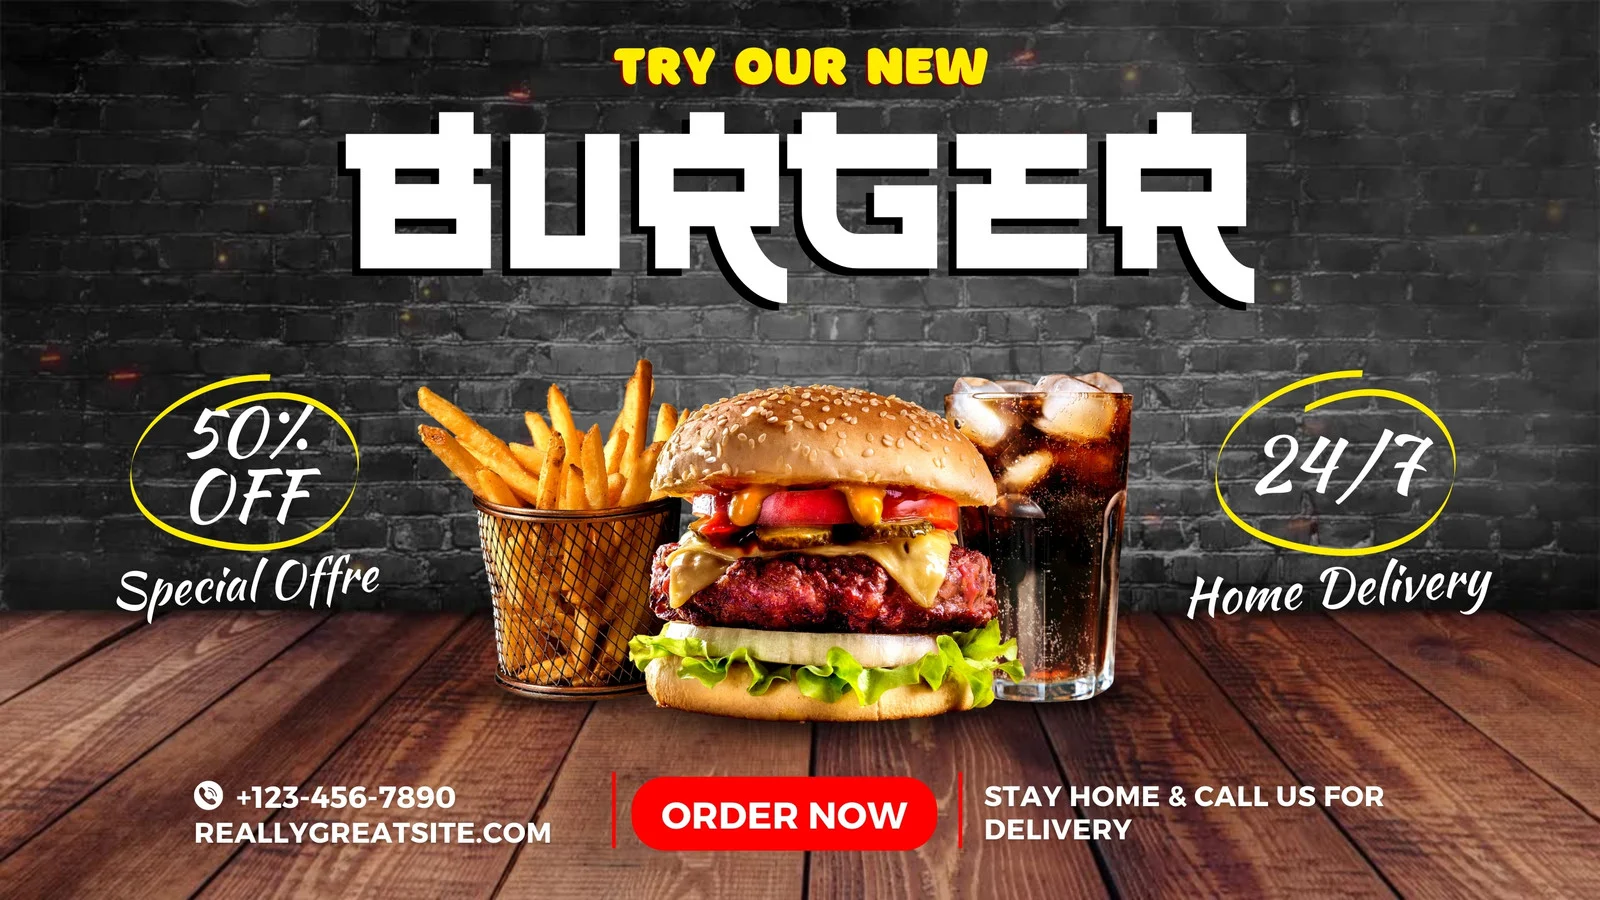 TRY OUR NEW
BURGER
50%
OFF
Special Offre
24/7
Home Delivery
+123-456-7890
REALLYGREATSITE.COM
ORDER NOW
STAY HOME & CALL US FOR
DELIVERY